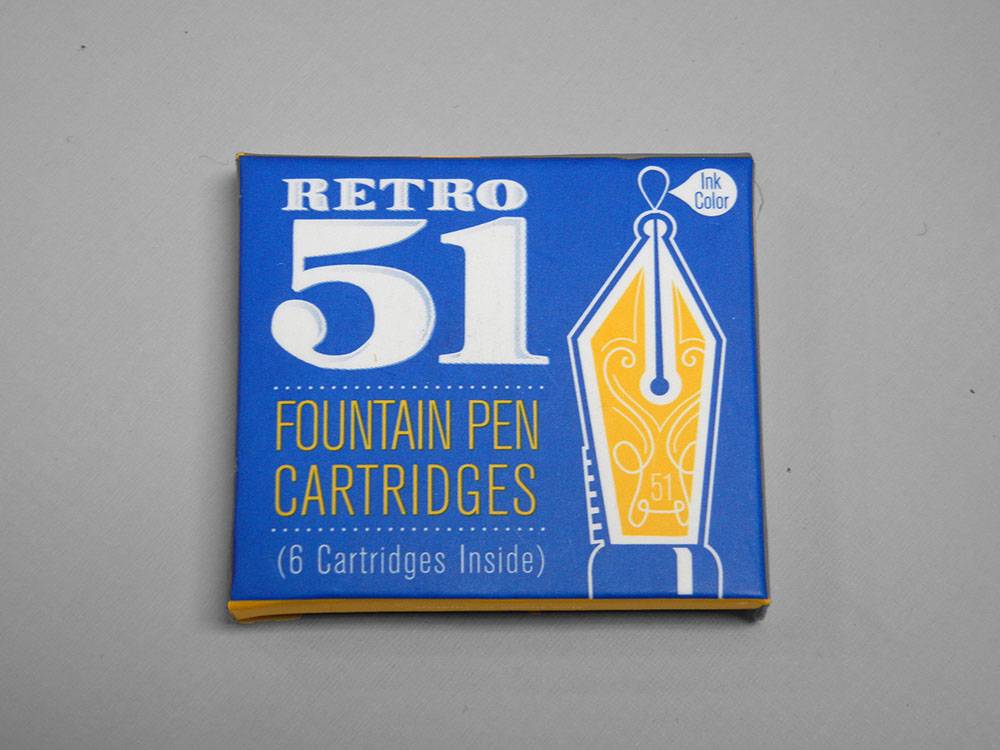 RETRO
51
FOUNTAIN PEN
CARTRIDGES
(6 Cartridges Inside)
Ink
Color
51